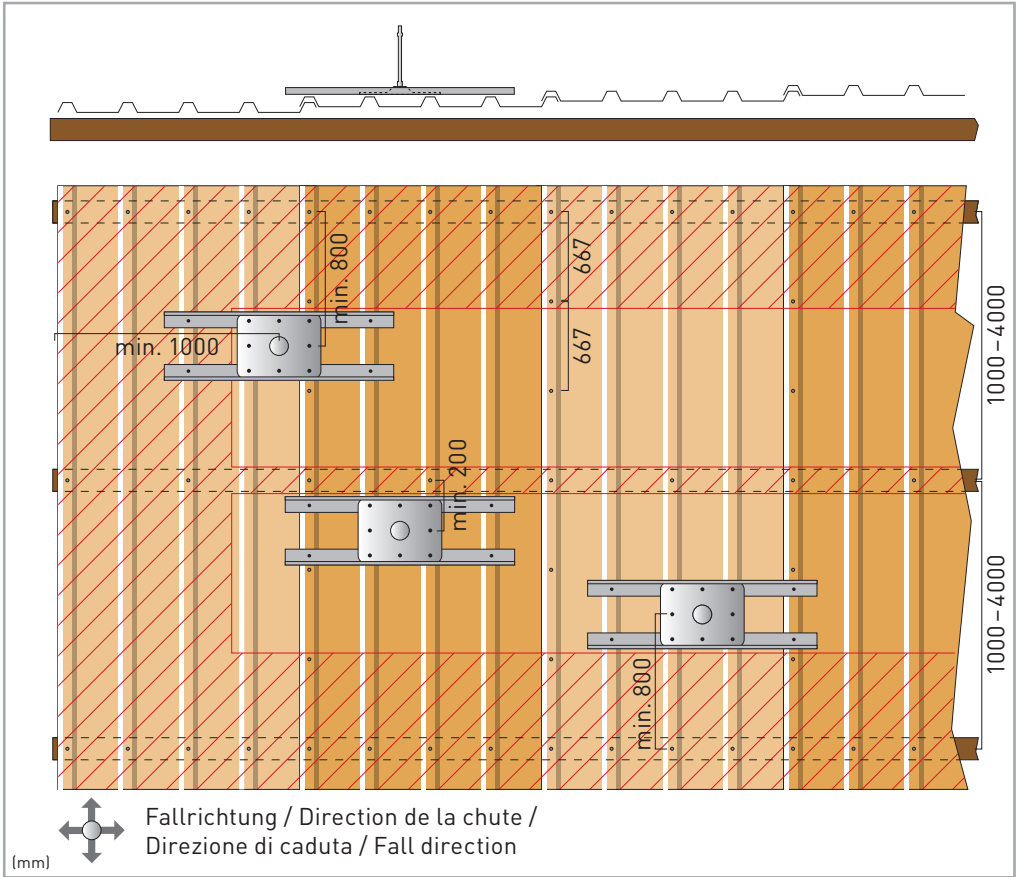 min. 800
667
min. 1000
667
1000 – 4000
min. 200
1000 – 4000
min. 800
Fallrichtung / Direction de la chute /
Direzione di caduta / Fall direction
(mm)